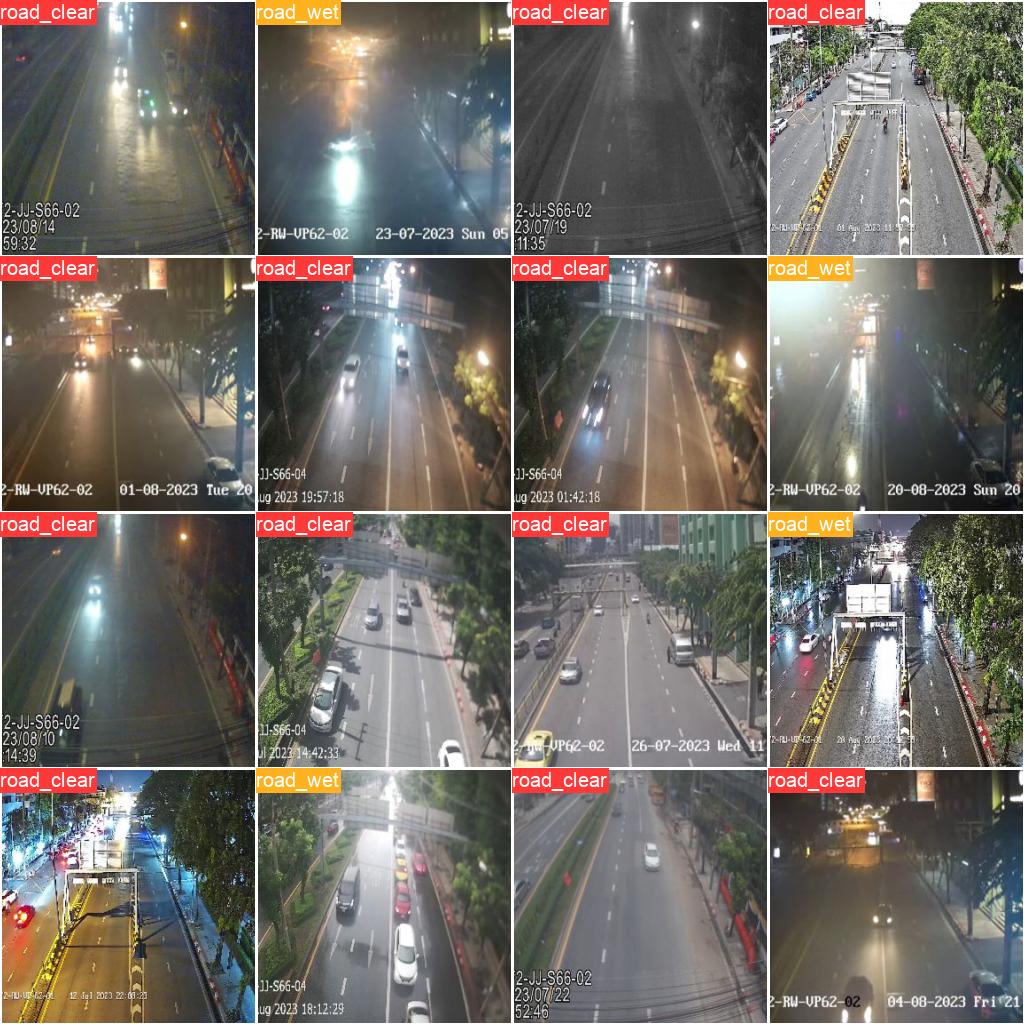 road_clear
2-JJ-S66-02
23/08/14
59:32
road_wet
2-RW-VP62-02 23-07-2023 Sun 05
road_clear
2-JJ-S66-02
23/07/19
:11:35
road_clear
road_clear
2-RW-VP62-02 01-08-2023 Tue 20
road_clear
-JJ-S66-04
ug 2023 19:57:18
road_clear
-JJ-S66-04
ug 2023 01:42:18
road_wet
2-RW-VP62-02 20-08-2023 Sun 20
road_clear
2-JJ-S66-02
23/08/10
:14:39
road_clear
-JJ-S66-04
ul 2023 14:42:33
road_clear
2-RW-VP62-02 26-07-2023 Wed 11
road_wet
road_clear
road_wet
-JJ-S66-04
ug 2023 18:12:29
road_clear
2-JJ-S66-02
23/07/22
52:46
road_clear
2-RW-VP62-02 04-08-2023 Fri 21